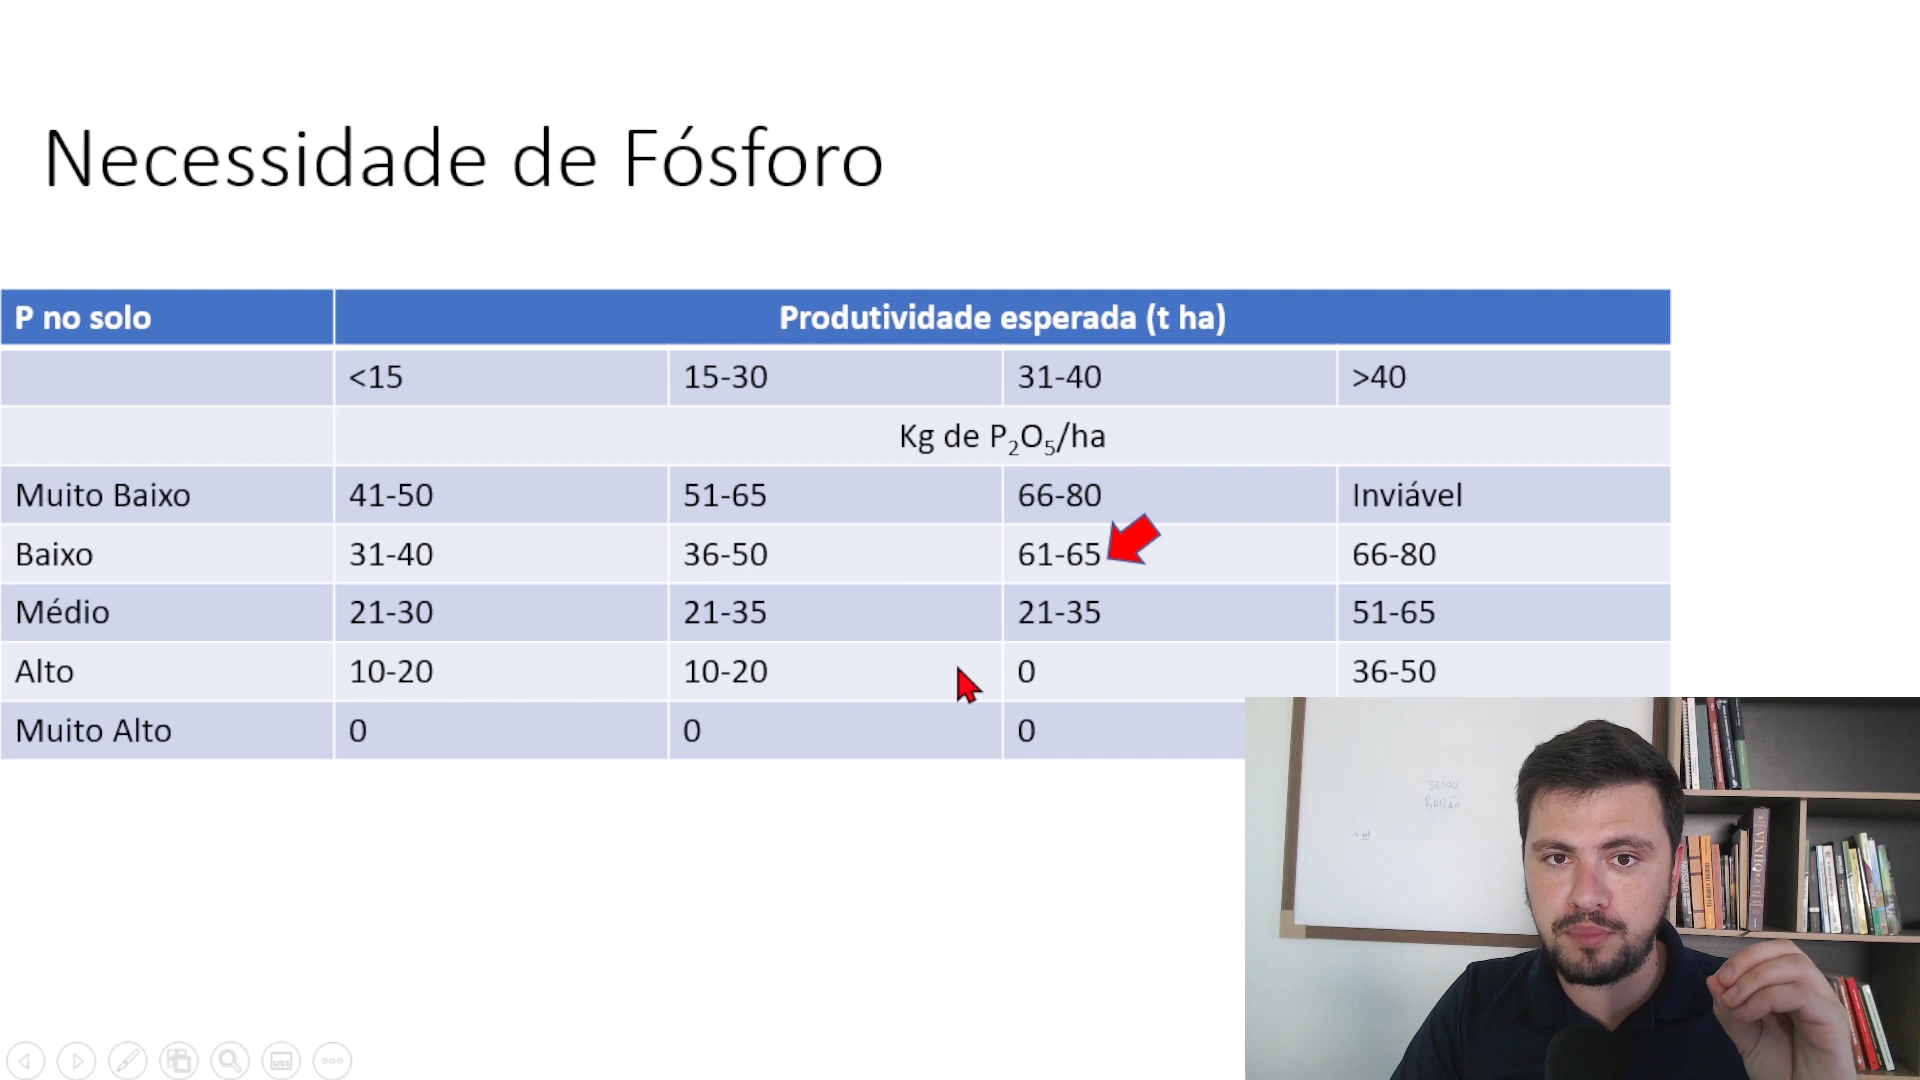 Necessidade de Fósforo
P no solo Produtividade esperada (t ha)
<15 15-30 31-40 >40
Kg de P₂O₅/ha
Muito Baixo 41-50 51-65 66-80 Inviável
Baixo 31-40 36-50 61-65 66-80
Médio 21-30 21-35 21-35 51-65
Alto 10-20 10-20 0 36-50
Muito Alto 0 0 0
VINHO